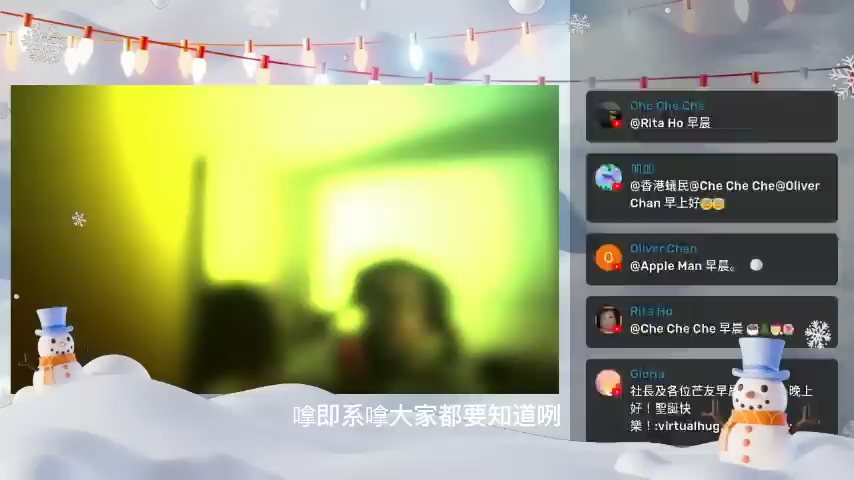 Che Che Che
@Rita Ho 早晨
@香港蟻民@Che Che Che@Oliver
Chan 早上好
Oliver Chan
@Apple Man 早晨。
Rita Ho
@Che Che Che 早晨
Gloria
社長及各位芒友早 晚上
好！聖誕快
樂！:virtualhug
嗱即系嗱大家都要知道咧